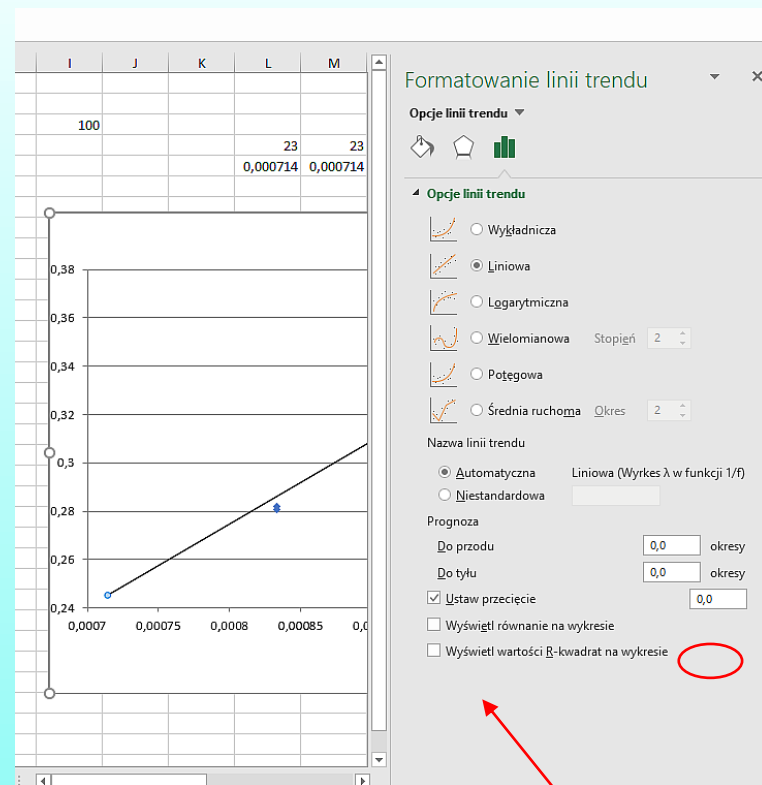 I J K L M
100
23 23
0,000714 0,000714
0,38
0,36
0,34
0,32
0,3
0,28
0,26
0,24
0,0007 0,00075 0,0008 0,00085
Formatowanie linii trendu
Opcje linii trendu
Opcje linii trendu
Wykładnicza
Liniowa
Logarytmiczna
Wielomianowa Stopień 2
Potęgowa
Średnia ruchoma Okres 2
Nazwa linii trendu
Automatyczna Liniowa (Wyrkes λ w funkcji 1/f)
Niestandardowa
Prognoza
Do przodu 0,0 okresy
Do tyłu 0,0 okresy
Ustaw przecięcie 0,0
Wyświetl równanie na wykresie
Wyświetl wartości R-kwadrat na wykresie